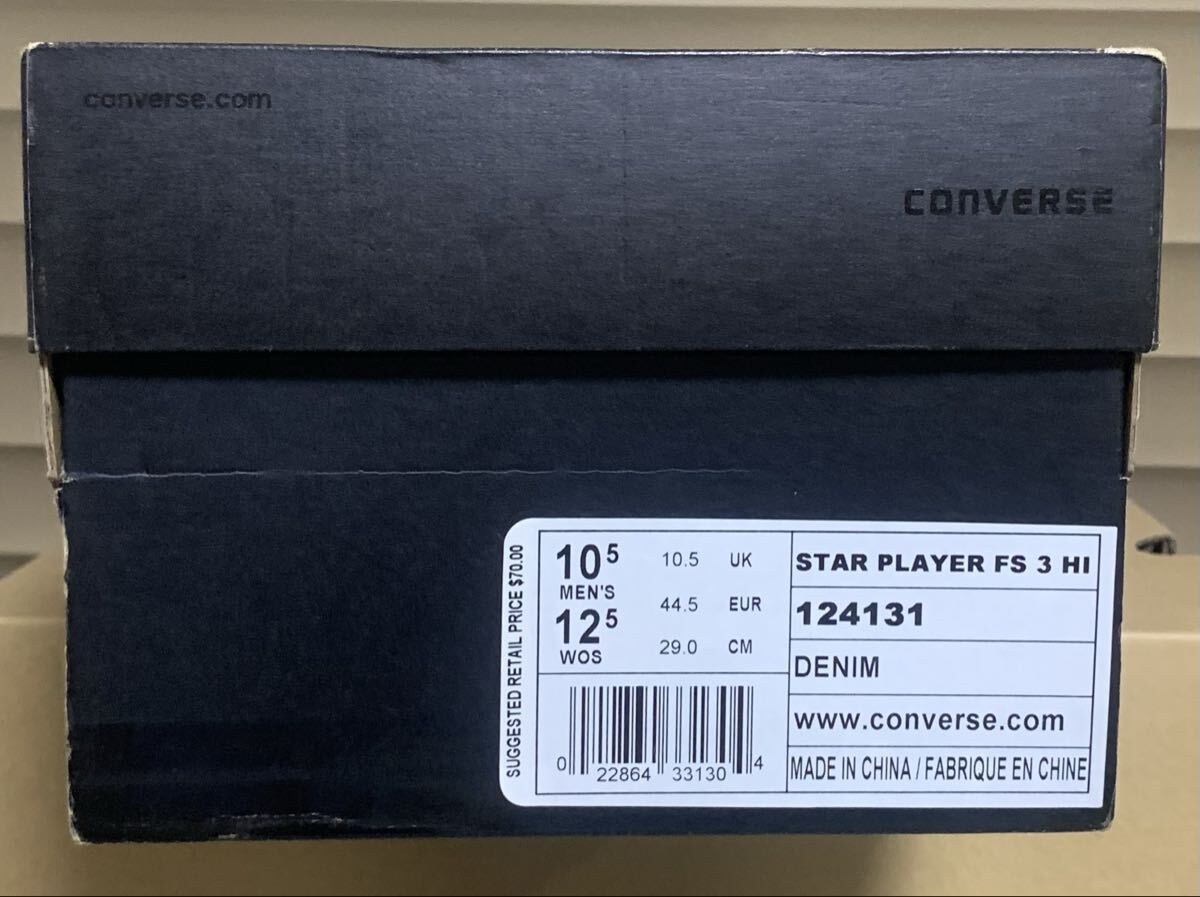 converse.com
CONVERSE
SUGGESTED RETAIL PRICE $70.00
10⁵ 10.5 UK
MEN'S
44.5 EUR
12⁵
WOS 29.0 CM
0 22864 33130 4
STAR PLAYER FS 3 HI
124131
DENIM
www.converse.com
MADE IN CHINA / FABRIQUE EN CHINE